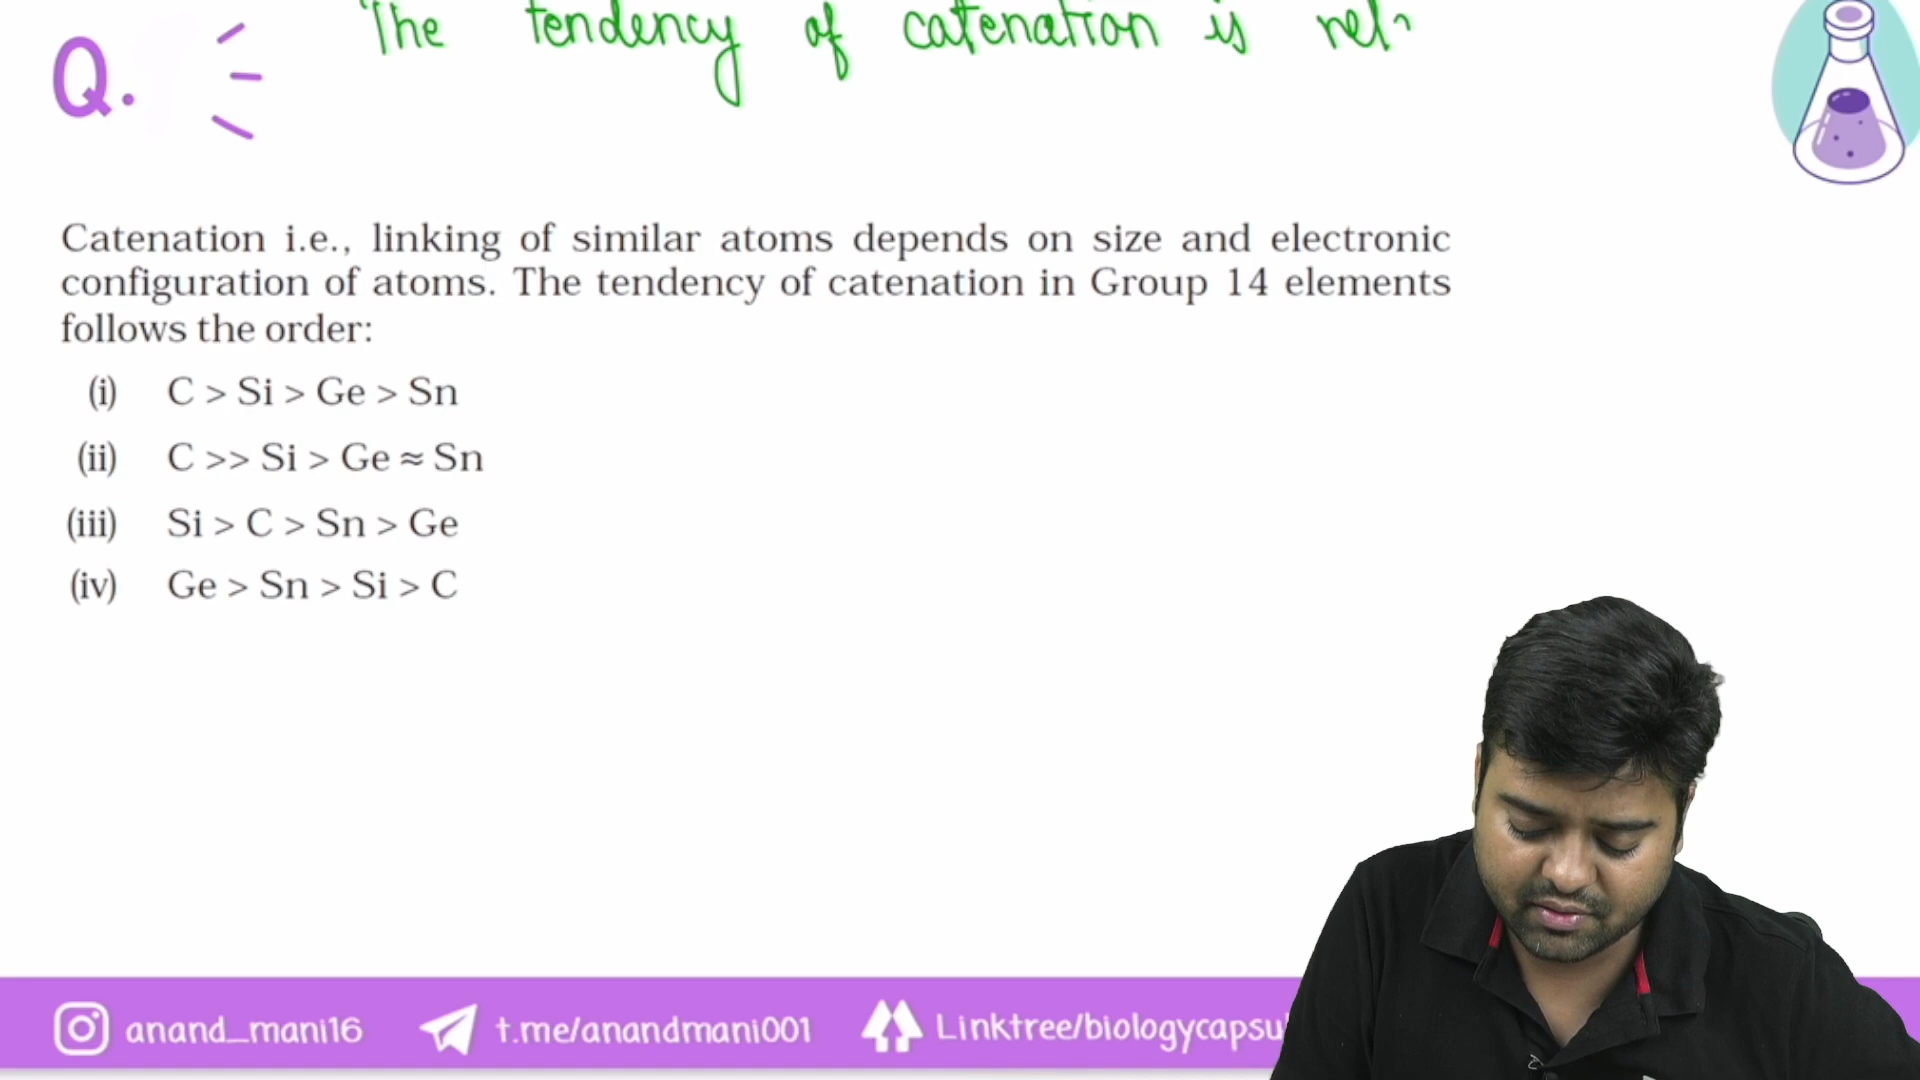 The tendency of catenation is
Q.
Catenation i.e., linking of similar atoms depends on size and electronic
configuration of atoms. The tendency of catenation in Group 14 elements
follows the order:
(i) C > Si > Ge > Sn
(ii) C >> Si > Ge ≈ Sn
(iii) Si > C > Sn > Ge
(iv) Ge > Sn > Si > C
anand_mani16 t.me/anandmani001 Linktree/biologycapsu